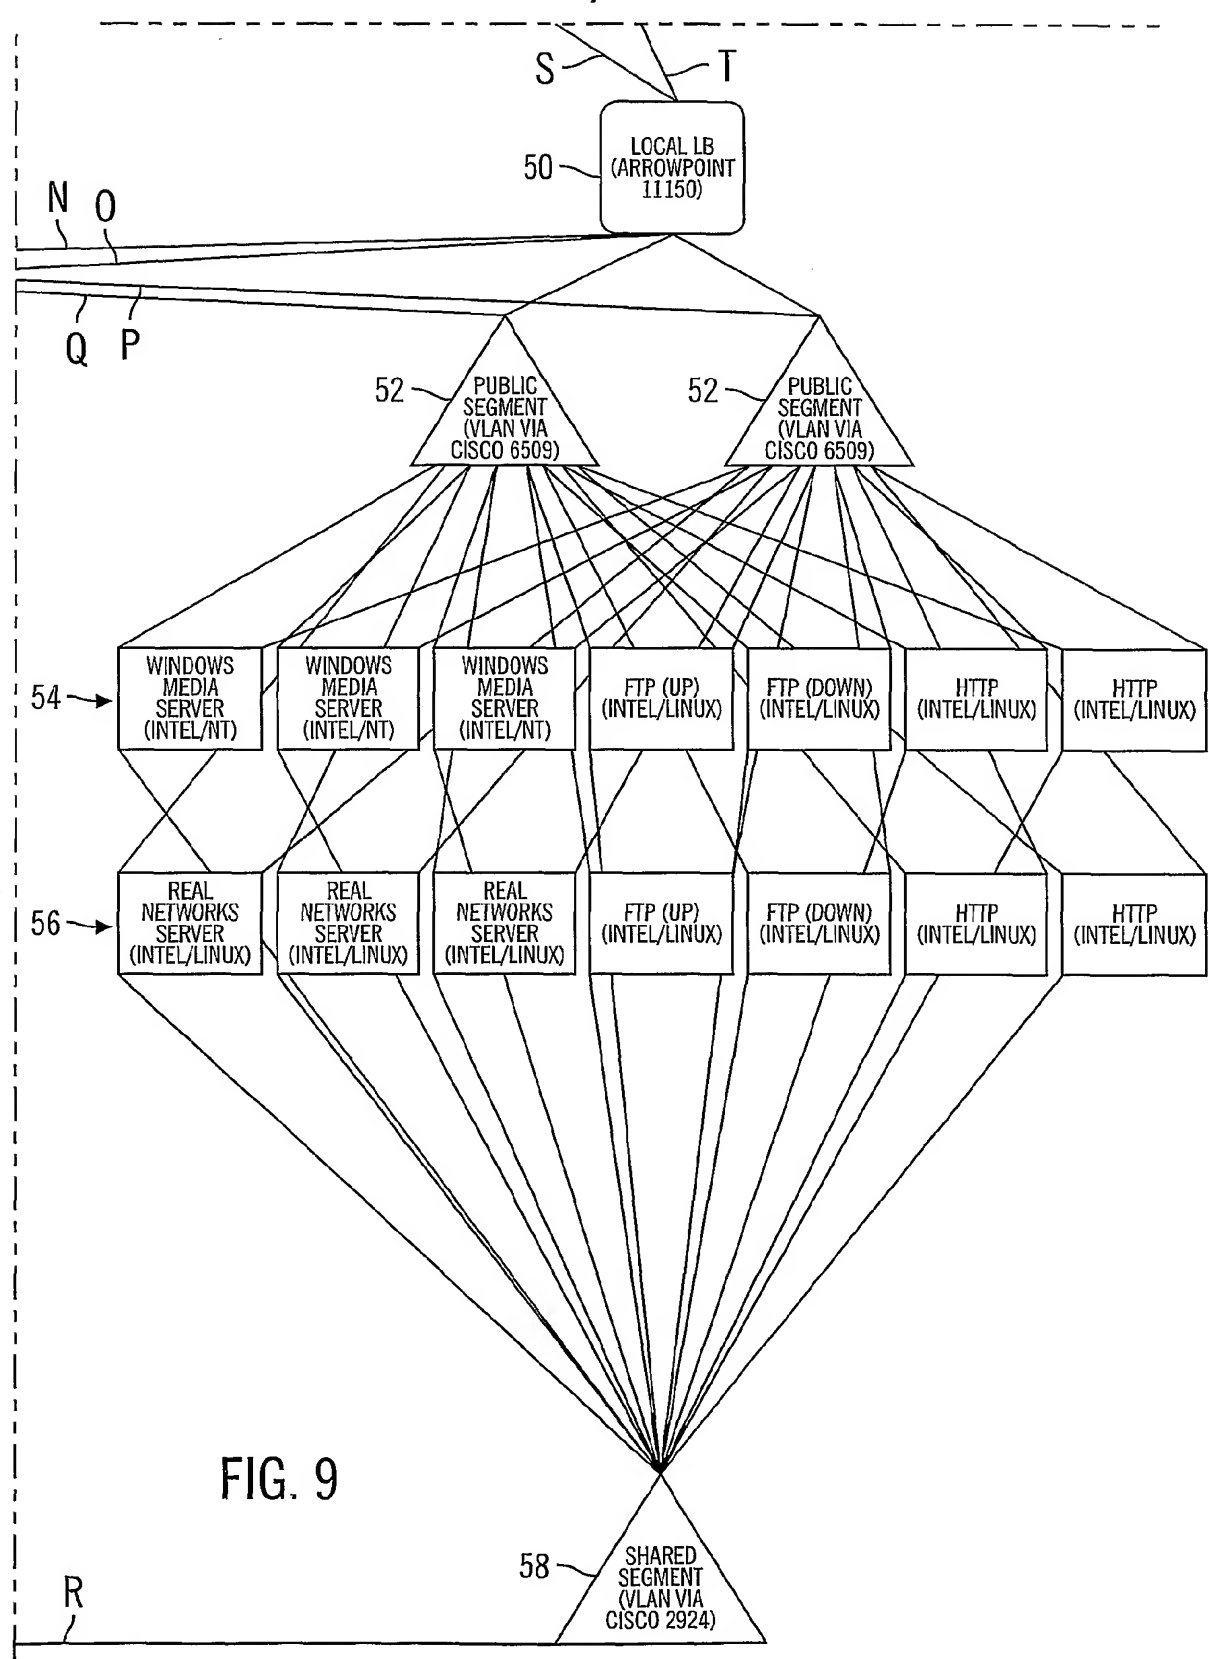 S
T
50
LOCAL LB
(ARROWPOINT
11150)
N
O
Q
P
52
PUBLIC
SEGMENT
(VLAN VIA
CISCO 6509)
52
PUBLIC
SEGMENT
(VLAN VIA
CISCO 6509)
54
WINDOWS
MEDIA
SERVER
(INTEL/NT)
WINDOWS
MEDIA
SERVER
(INTEL/NT)
WINDOWS
MEDIA
SERVER
(INTEL/NT)
FTP (UP)
(INTEL/LINUX)
FTP (DOWN)
(INTEL/LINUX)
HTTP
(INTEL/LINUX)
HTTP
(INTEL/LINUX)
56
REAL
NETWORKS
SERVER
(INTEL/LINUX)
REAL
NETWORKS
SERVER
(INTEL/LINUX)
REAL
NETWORKS
SERVER
(INTEL/LINUX)
FTP (UP)
(INTEL/LINUX)
FTP (DOWN)
(INTEL/LINUX)
HTTP
(INTEL/LINUX)
HTTP
(INTEL/LINUX)
FIG. 9
58
SHARED
SEGMENT
(VLAN VIA
CISCO 2924)
R